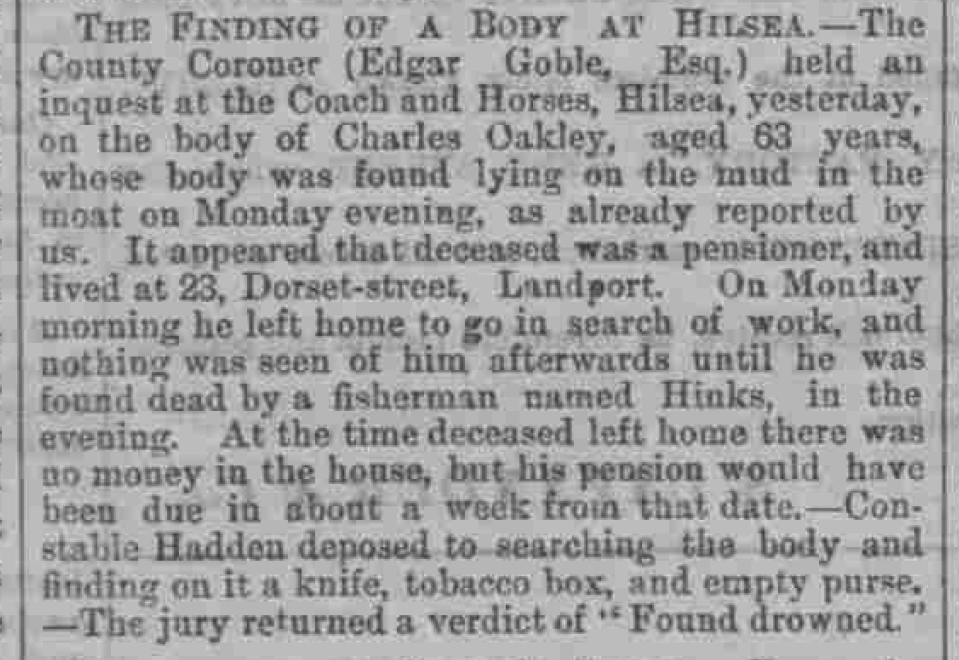 THE FINDING OF A BODY AT HILSEA.—The
County Coroner (Edgar Goble, Esq.) held an
inquest at the Coach and Horses, Hilsea, yesterday,
on the body of Charles Oakley, aged 63 years,
whose body was found lying on the mud in the
moat on Monday evening, as already reported by
us. It appeared that deceased was a pensioner, and
lived at 23, Dorset-street, Landport. On Monday
morning he left home to go in search of work, and
nothing was seen of him afterwards until he was
found dead by a fisherman named Hinks, in the
evening. At the time deceased left home there was
no money in the house, but his pension would have
been due in about a week from that date.—Con-
stable Hadden deposed to searching the body and
finding on it a knife, tobacco box, and empty purse.
—The jury returned a verdict of “Found drowned.”